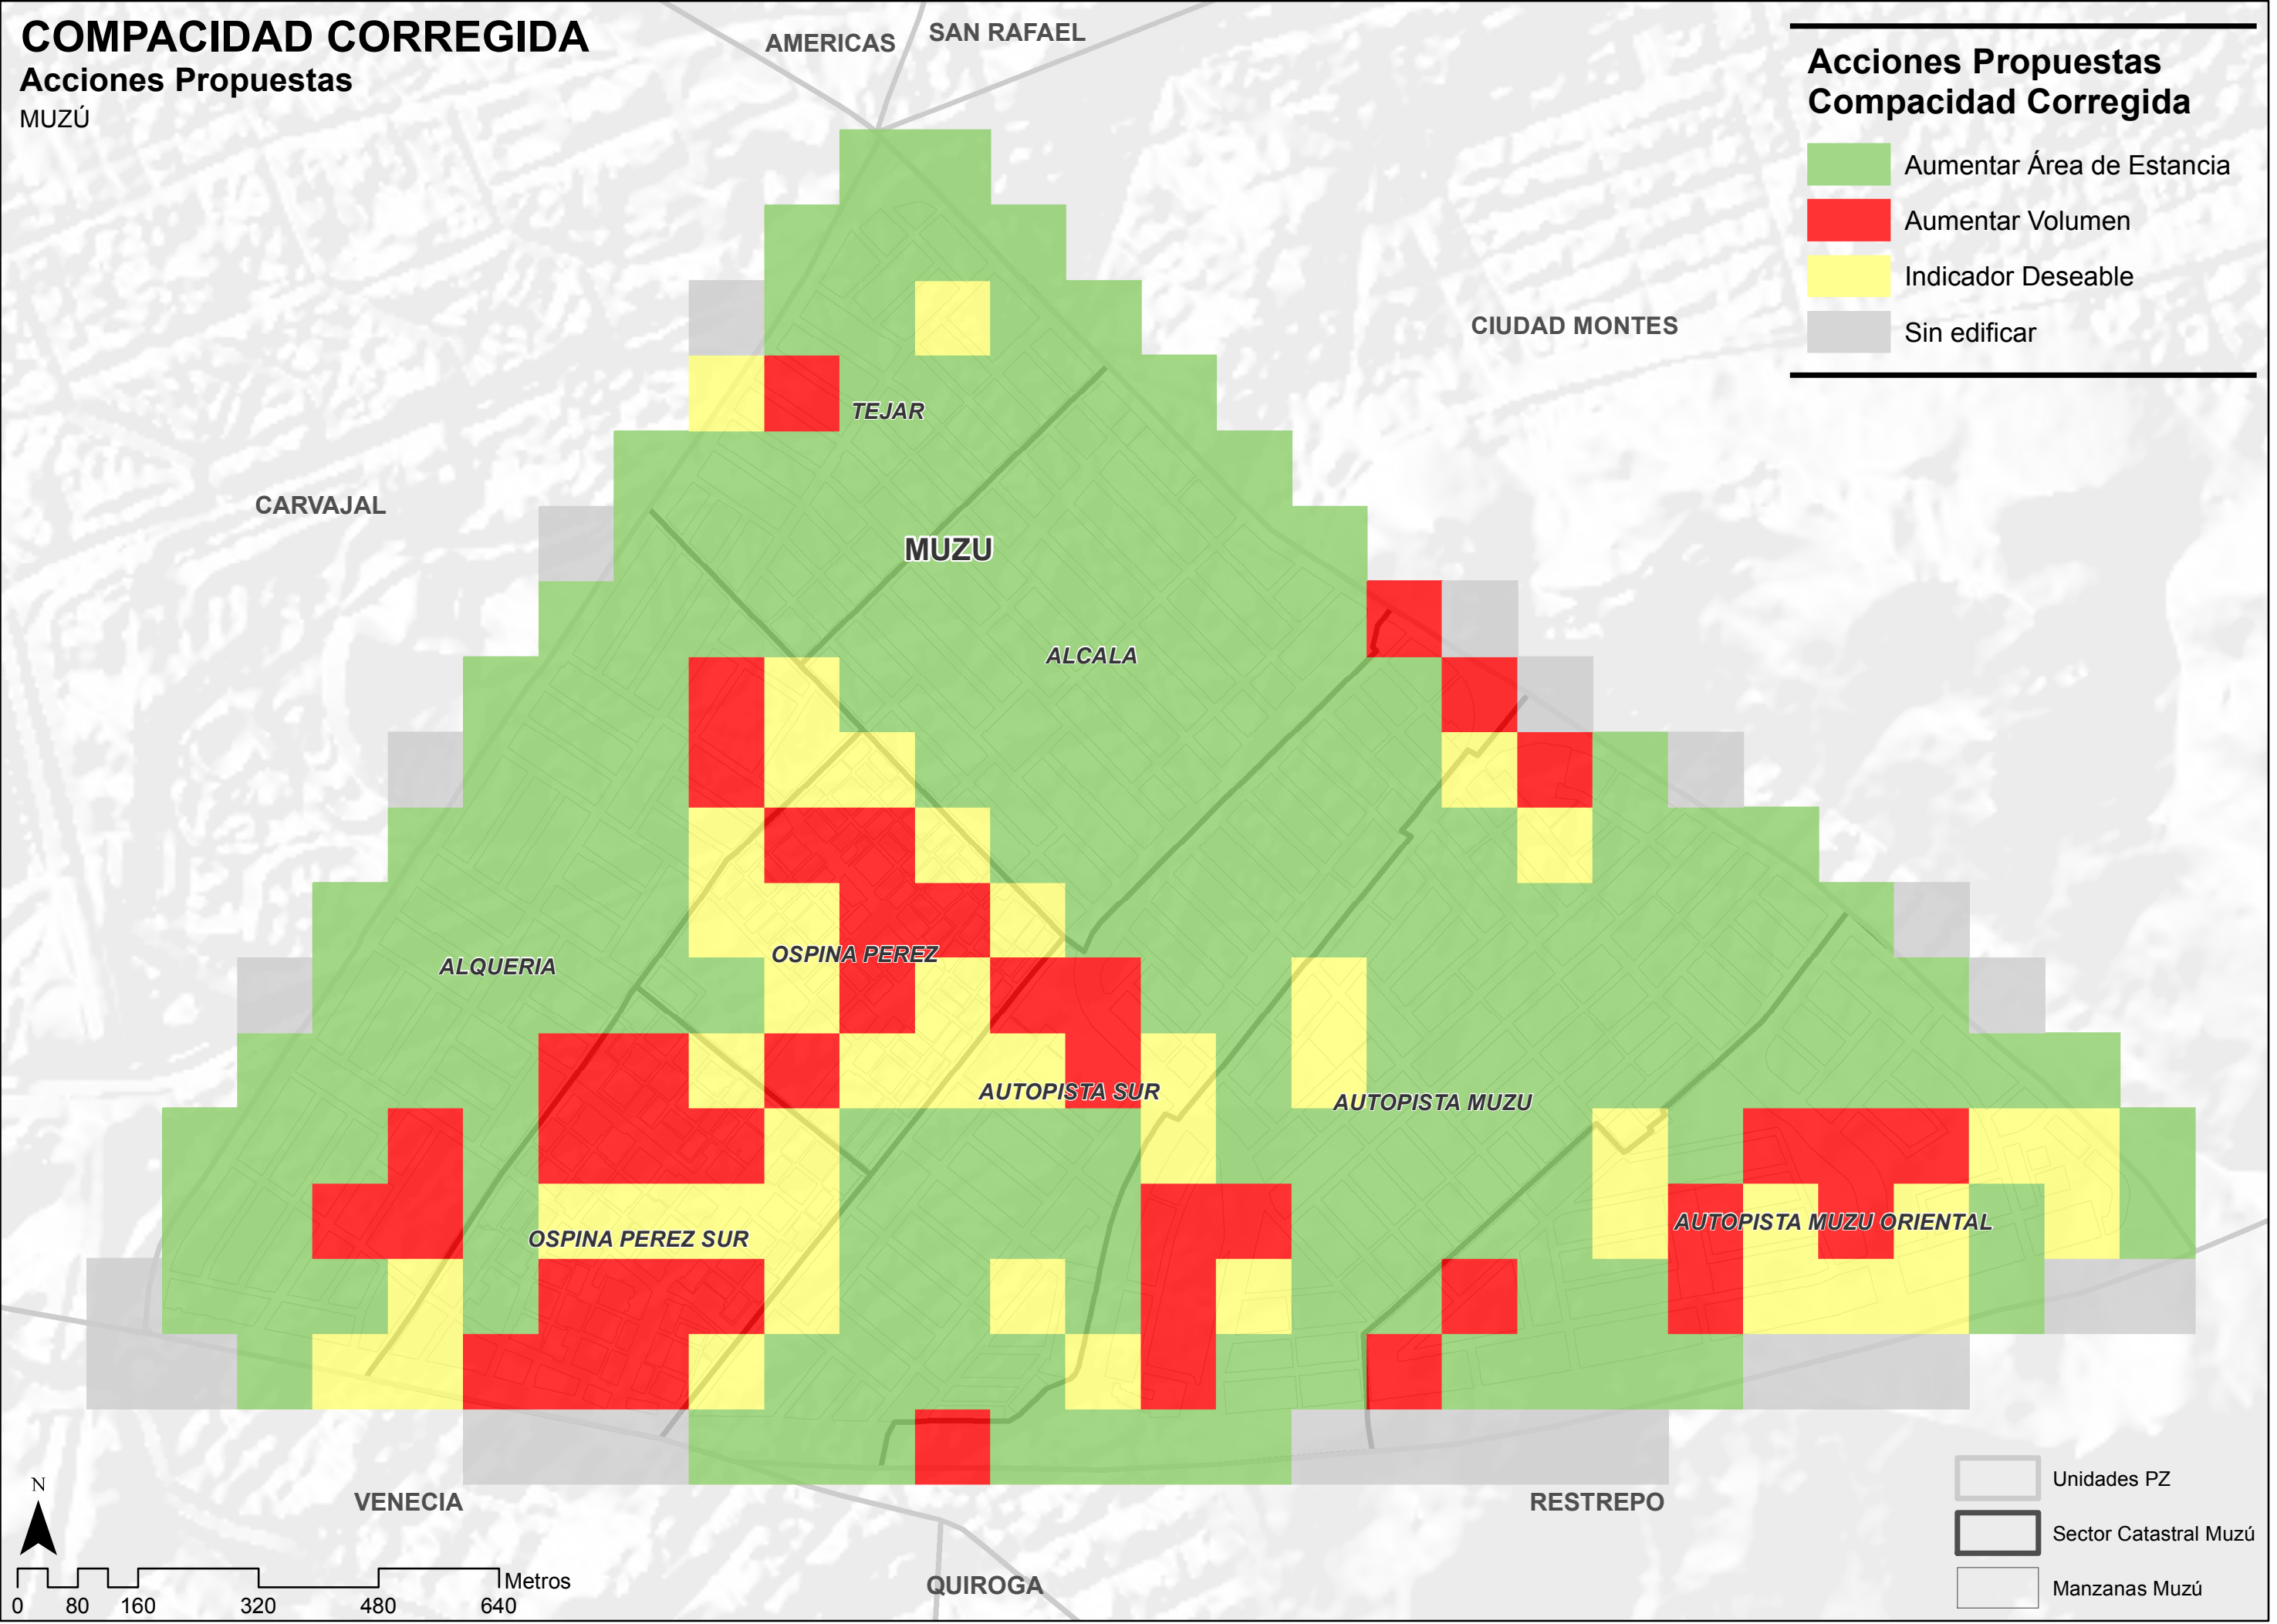 COMPACIDAD CORREGIDA
Acciones Propuestas
MUZÚ
AMERICAS
SAN RAFAEL
Acciones Propuestas
Compacidad Corregida
Aumentar Área de Estancia
Aumentar Volumen
Indicador Deseable
Sin edificar
CIUDAD MONTES
TEJAR
CARVAJAL
MUZU
ALCALA
OSPINA PEREZ
ALQUERIA
AUTOPISTA SUR
AUTOPISTA MUZU
AUTOPISTA MUZU ORIENTAL
OSPINA PEREZ SUR
VENECIA
RESTREPO
QUIROGA
N
Metros
0 80 160 320 480 640
Unidades PZ
Sector Catastral Muzú
Manzanas Muzú